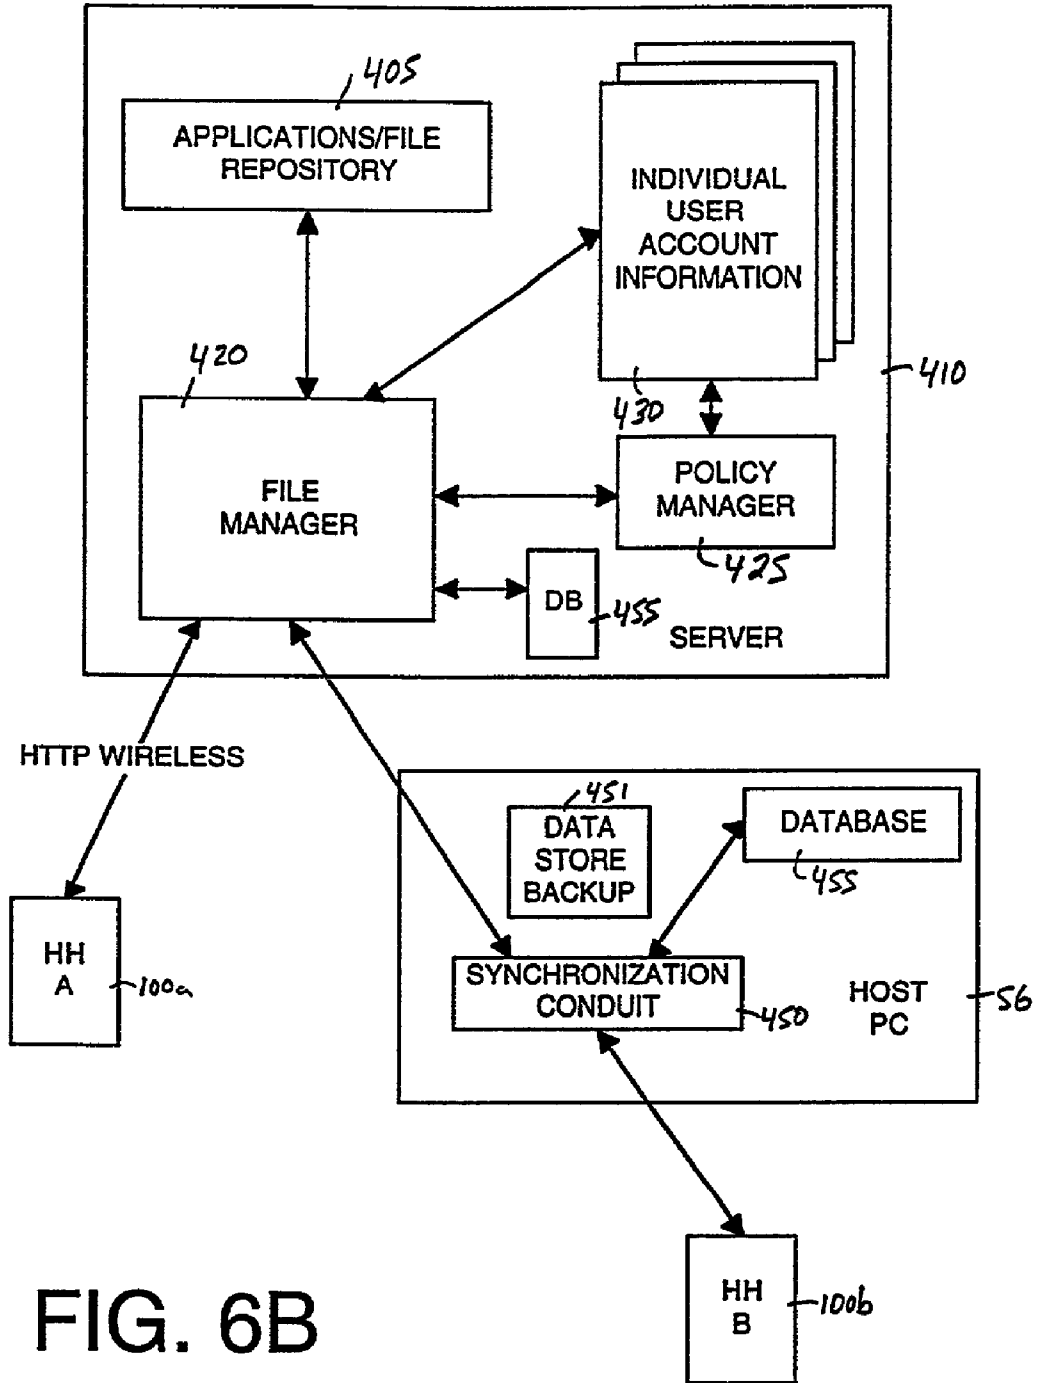 405
APPLICATIONS/FILE
REPOSITORY
INDIVIDUAL
USER
ACCOUNT
INFORMATION
420
410
430
FILE
MANAGER
POLICY
MANAGER
425
DB
455
SERVER
HTTP WIRELESS
451
DATA
STORE
BACKUP
DATABASE
455
HH
A
100a
SYNCHRONIZATION
CONDUIT
450
HOST
PC
56
HH
B
100b
FIG. 6B